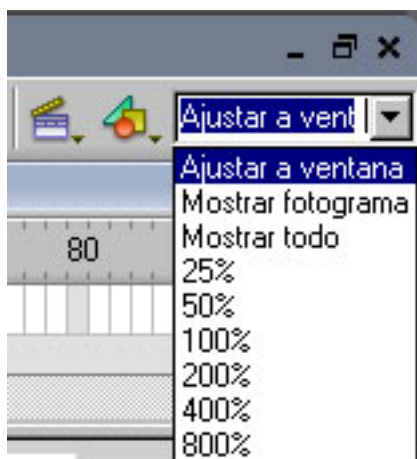 Ajustar a vent
Ajustar a ventana
Mostrar fotograma
80
Mostrar todo
25%
50%
100%
200%
400%
800%